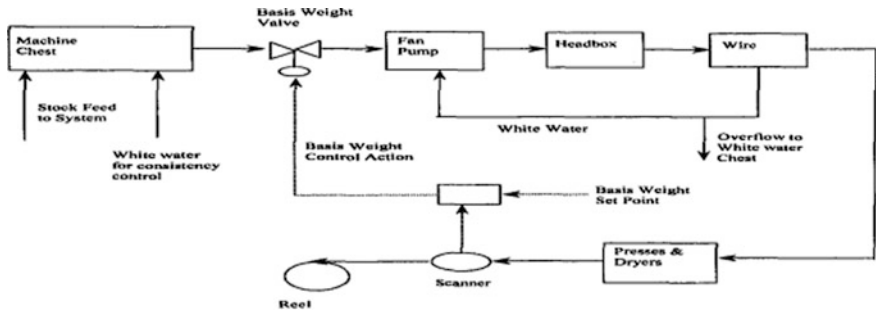 Basis Weight
Valve
Machine
Chest
Fan
Pump
Headbox
Wire
Stock Feed
to System
White water
for consistency
control
Basis Weight
Control Action
White Water
Overflow to
White water
Chest
Basis Weight
Set Point
Presses &
Dryers
Scanner
Reel